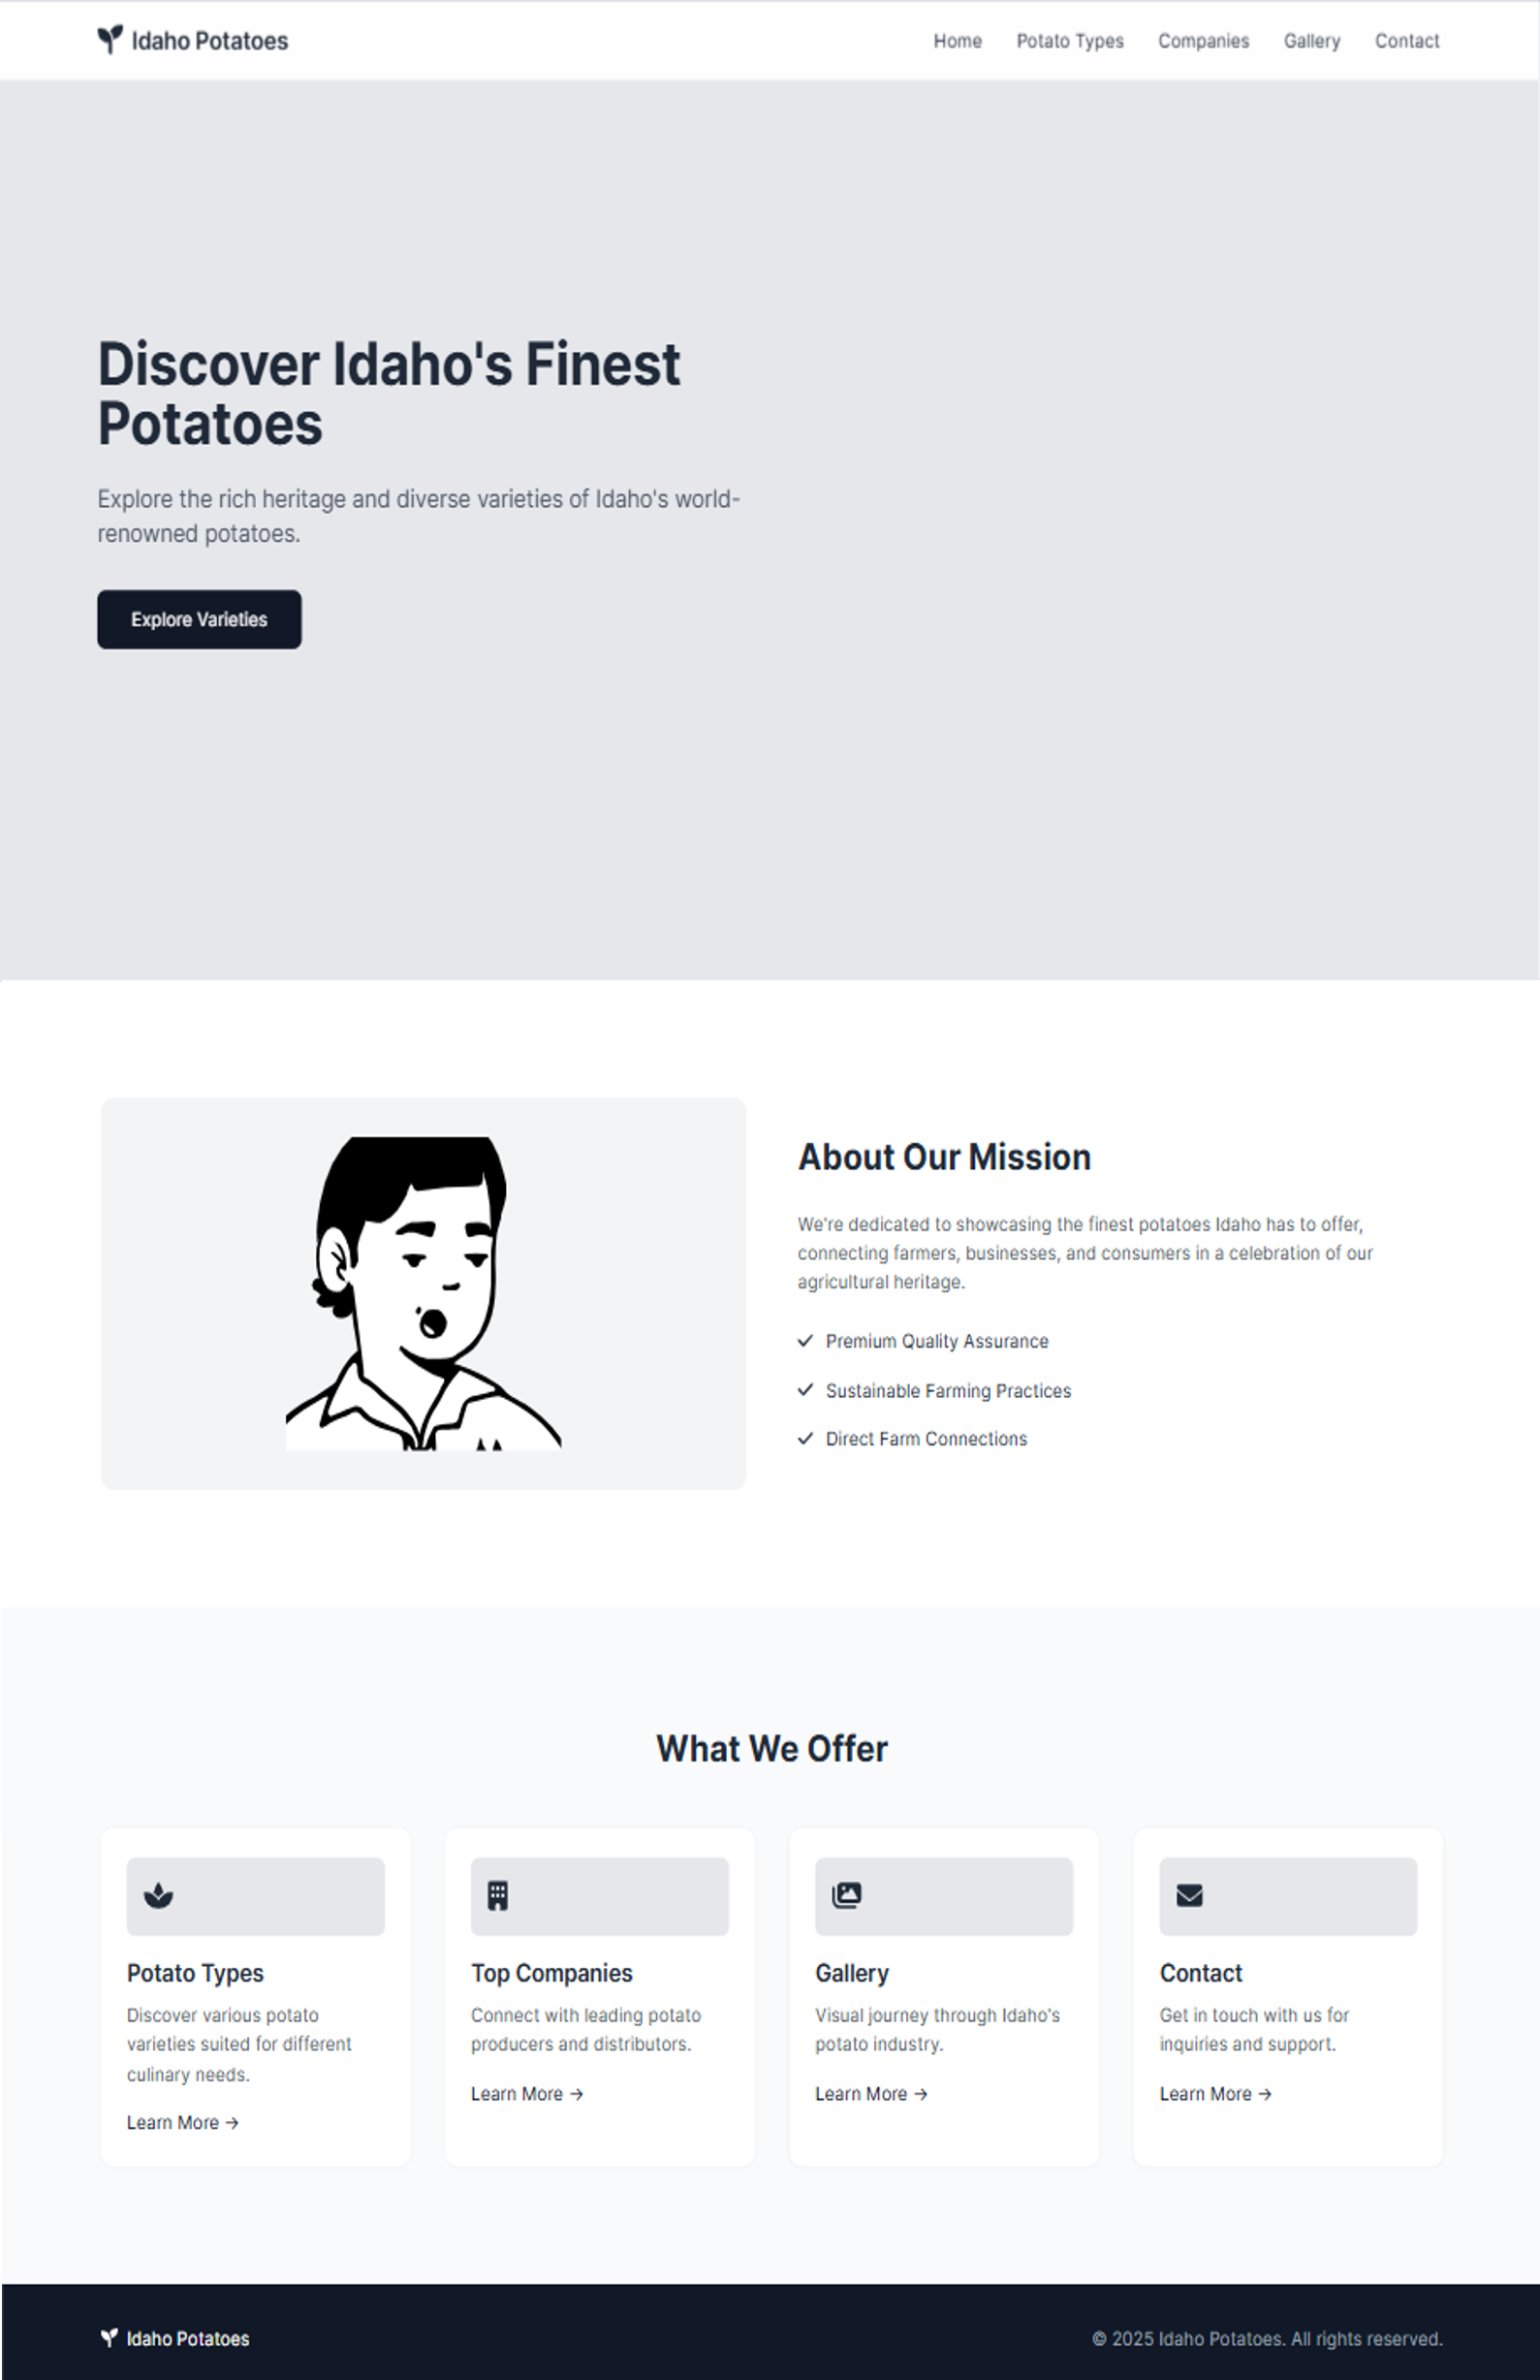 Idaho Potatoes
Home Potato Types Companies Gallery Contact
Discover Idaho's Finest
Potatoes
Explore the rich heritage and diverse varieties of Idaho's world-
renowned potatoes.
Explore Varieties
About Our Mission
We're dedicated to showcasing the finest potatoes Idaho has to offer,
connecting farmers, businesses, and consumers in a celebration of our
agricultural heritage.
Premium Quality Assurance
Sustainable Farming Practices
Direct Farm Connections
What We Offer
Potato Types
Discover various potato
varieties suited for different
culinary needs.
Learn More →
Top Companies
Connect with leading potato
producers and distributors.
Learn More →
Gallery
Visual journey through Idaho's
potato industry.
Learn More →
Contact
Get in touch with us for
inquiries and support.
Learn More →
Idaho Potatoes
© 2025 Idaho Potatoes. All rights reserved.